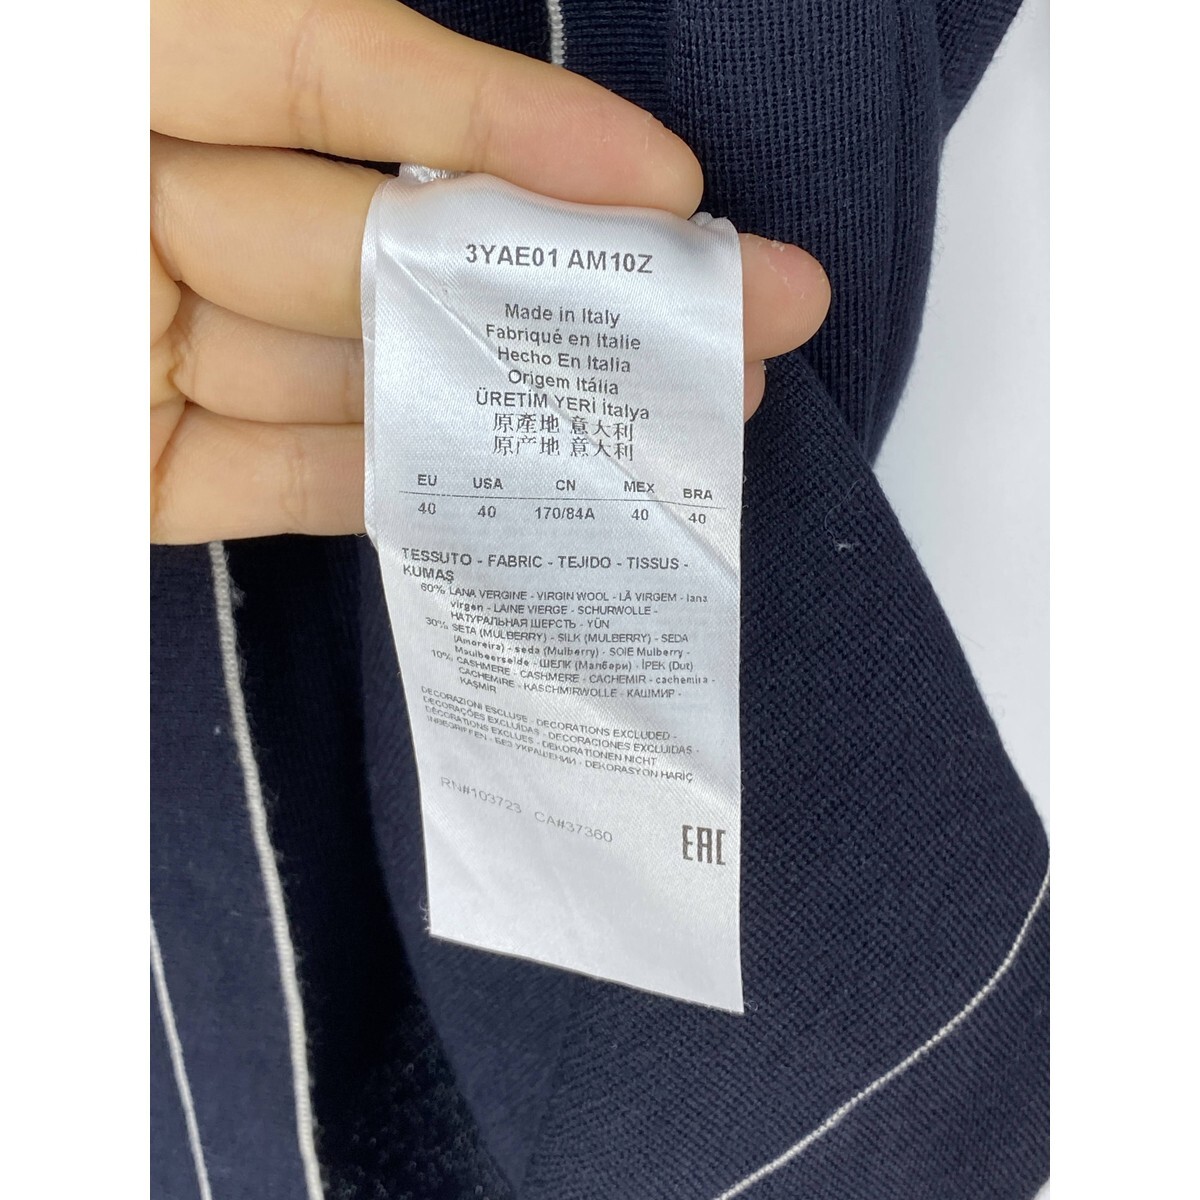 3YAE01 AM10Z
Made in Italy
Fabriqué en Italie
Hecho En Italia
Origem Itália
ÜRETİM YERİ İtalya
原產地 意大利
原产地 意大利
EU USA CN MEX BRA
40 40 170/84A 40 40
TESSUTO - FABRIC - TEJIDO - TISSUS -
KUMAŞ
60% LANA VERGINE - VIRGIN WOOL - LÃ VIRGEM - lana
virgen - LAINE VIERGE - SCHURWOLLE -
НАТУРАЛЬНАЯ ШЕРСТЬ - YÜN
30% SETA (MULBERRY) - SILK (MULBERRY) - SEDA
(Amoreira) - seda (Mulberry) - SOIE Mulberry -
Maulbeerseide - ШЕЛК (Малбери) - İPEK (Dut)
10% CASHMERE - CASHMERE - CACHEMIR - cachemira -
CACHEMIRE - KASCHMIRWOLLE - КАШМИР -
KAŞMİR
DECORAZIONI ESCLUSE - DECORATIONS EXCLUDED -
DECORAÇÕES EXCLUÍDAS - DECORACIONES EXCLUIDAS -
DÉCORATIONS EXCLUES - DEKORATIONEN NICHT
INBEGRIFFEN - БЕЗ УКРАШЕНИИ - DEKORASYON HARİÇ
RN#103723 CA#37360
EAC